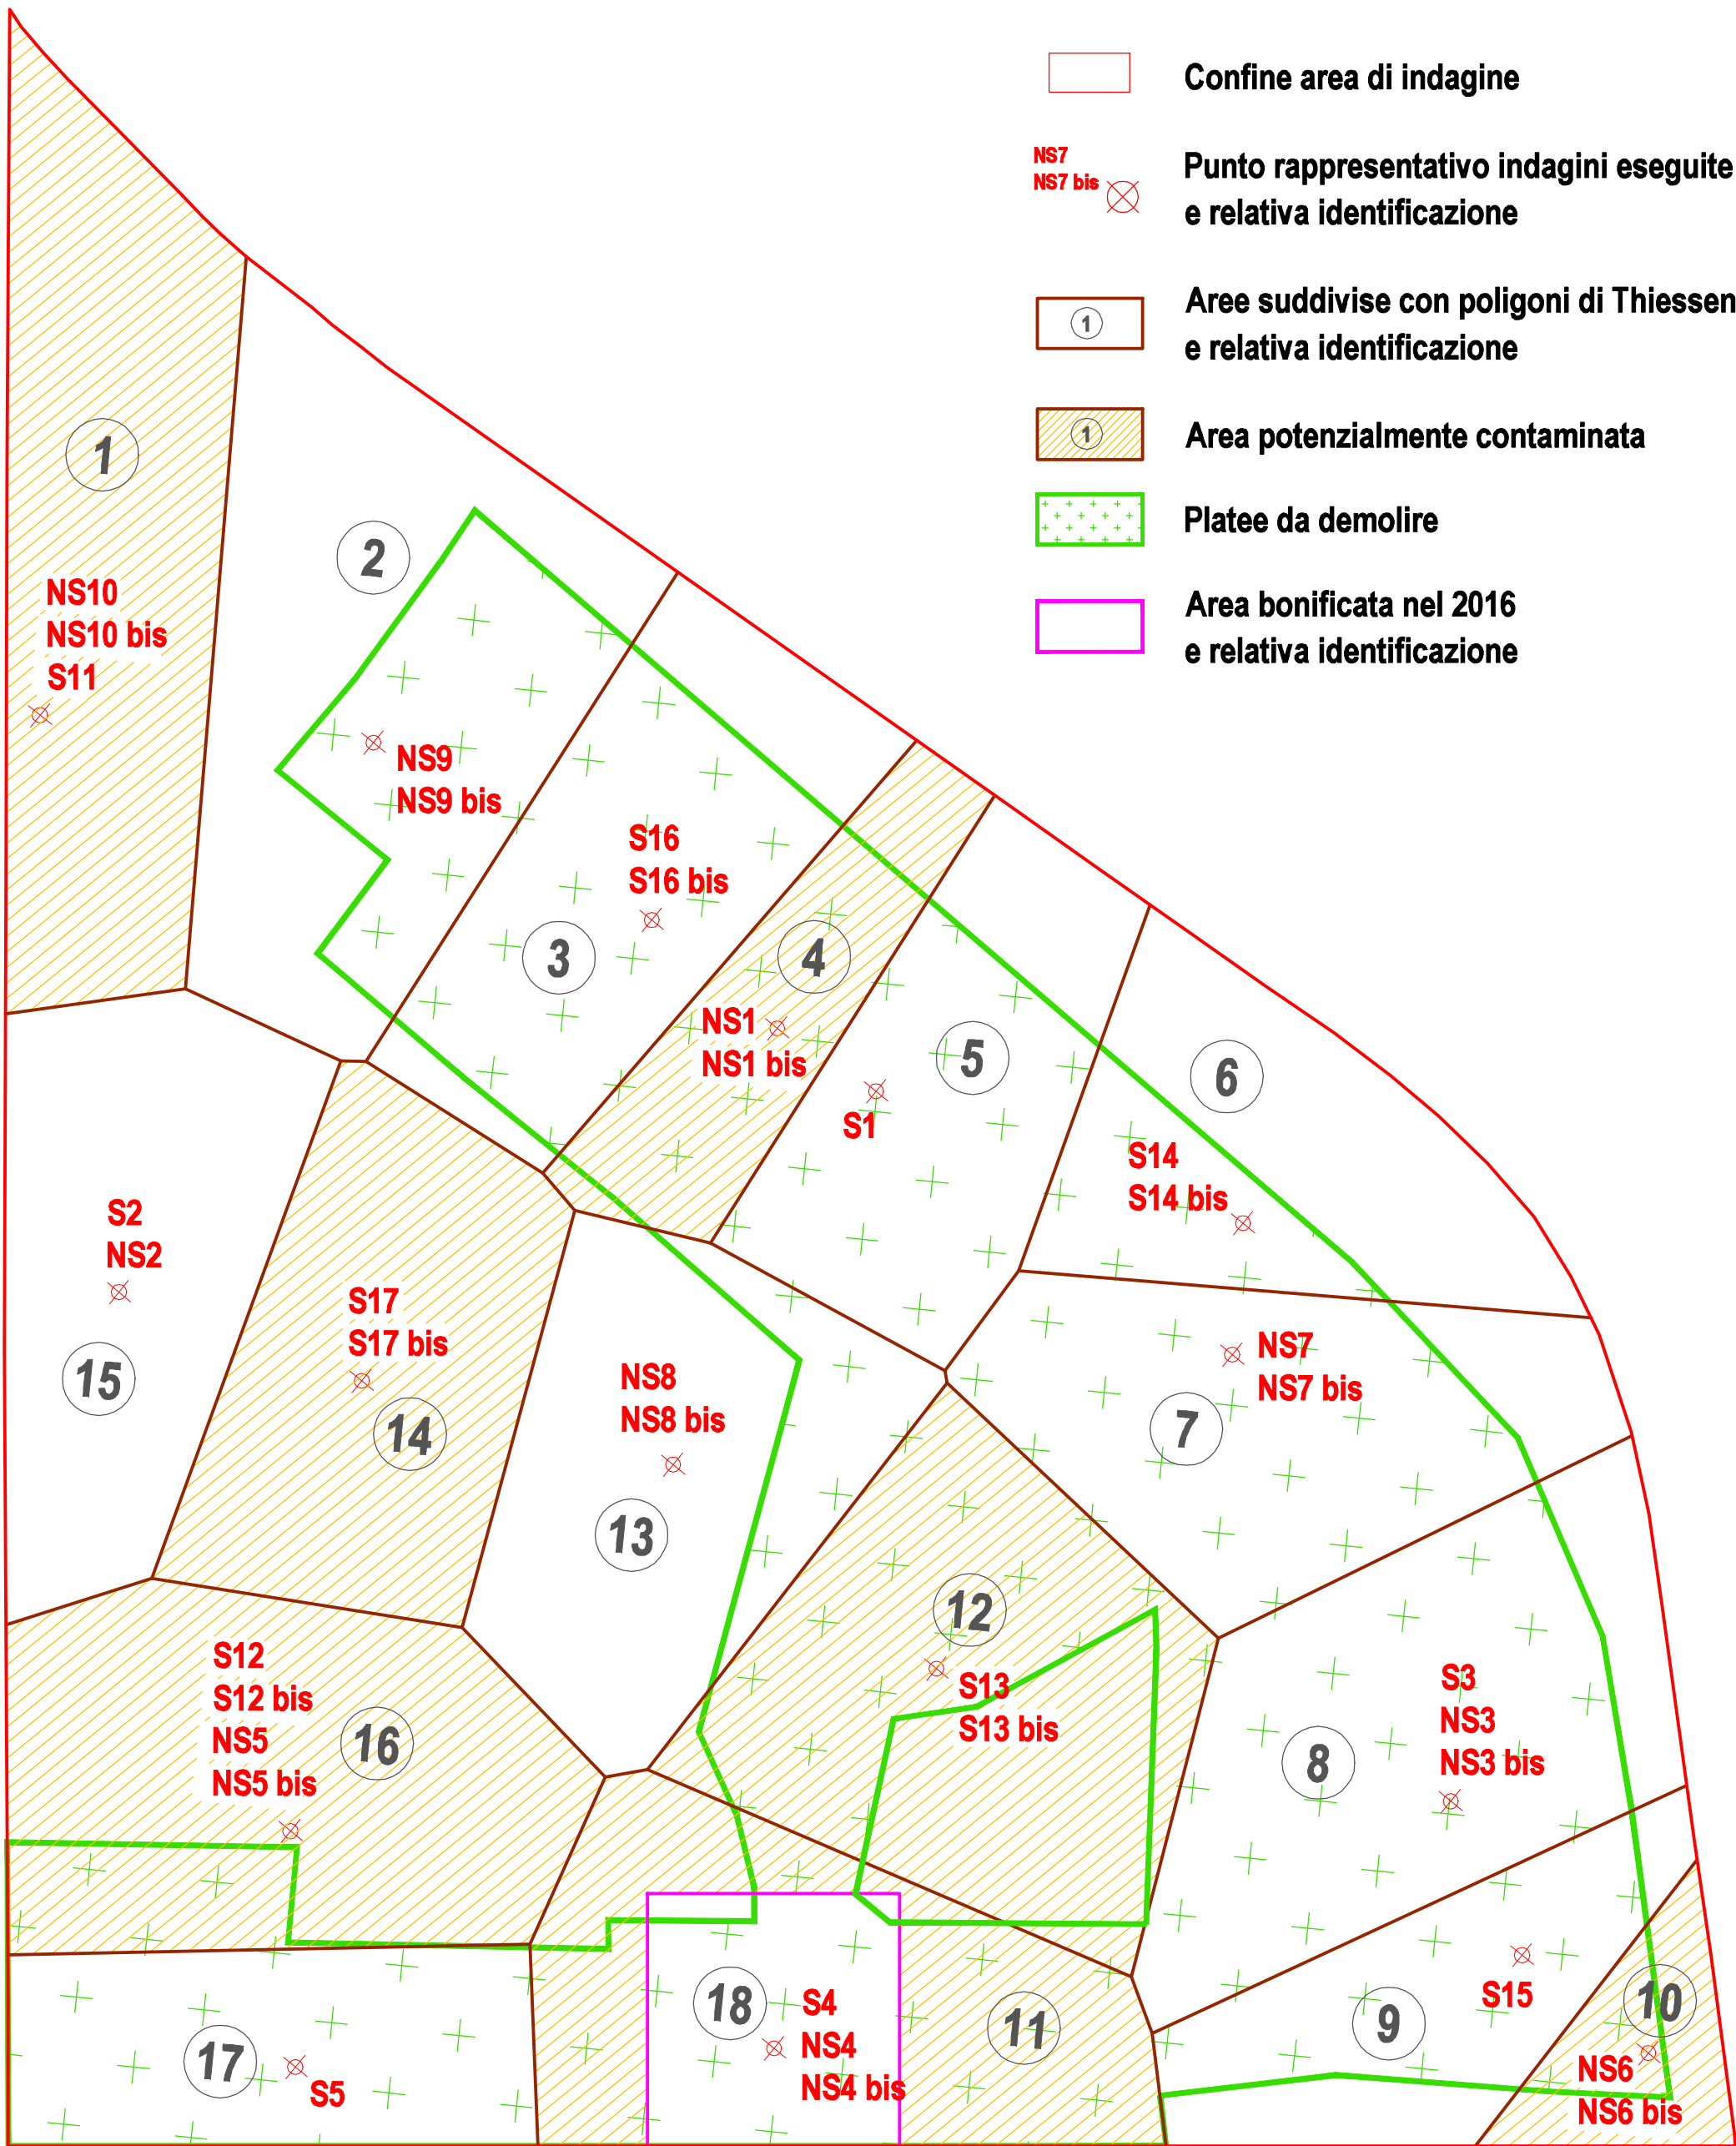 Confine area di indagine
NS7
NS7 bis
Punto rappresentativo indagini eseguite
e relativa identificazione
1
Aree suddivise con poligoni di Thiessen
e relativa identificazione
1
Area potenzialmente contaminata
Platee da demolire
Area bonificata nel 2016
e relativa identificazione
1
NS10
NS10 bis
S11
2
NS9
NS9 bis
S16
S16 bis
3
4
NS1
NS1 bis
5
S1
6
S14
S14 bis
S2
NS2
15
S17
S17 bis
14
NS8
NS8 bis
13
NS7
NS7 bis
7
12
S13
S13 bis
S12
S12 bis
NS5
NS5 bis
16
S3
NS3
NS3 bis
8
18
S4
NS4
NS4 bis
11
9
S15
10
NS6
NS6 bis
17
S5